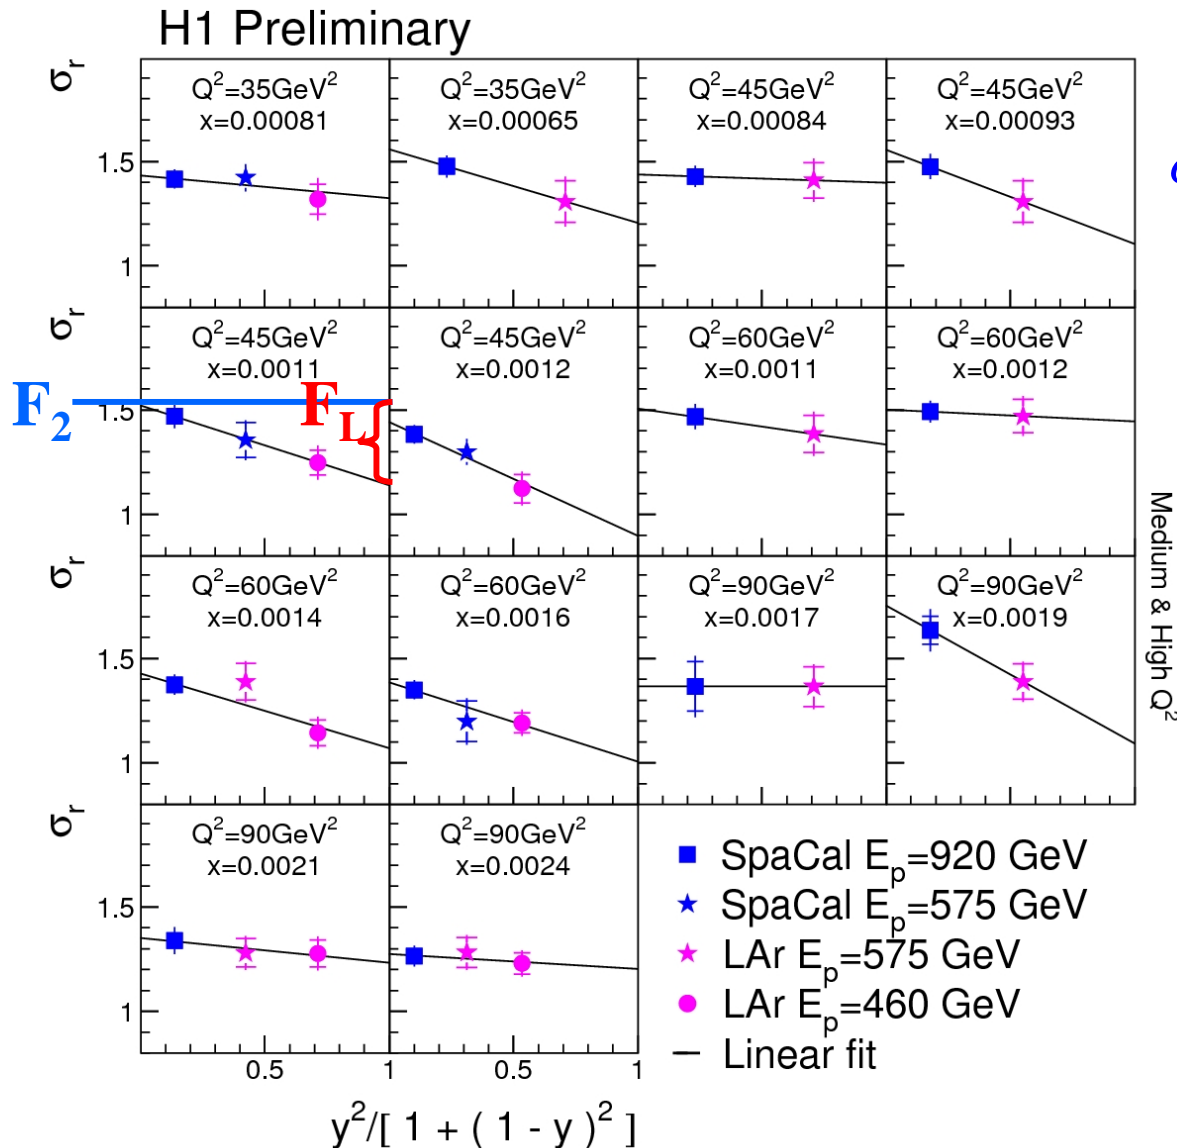 H1 Preliminary
σr
Q²=35GeV²
x=0.00081
Q²=35GeV²
x=0.00065
Q²=45GeV²
x=0.00084
Q²=45GeV²
x=0.00093
1.5
1
σr
Q²=45GeV²
x=0.0011
Q²=45GeV²
x=0.0012
Q²=60GeV²
x=0.0011
Q²=60GeV²
x=0.0012
F2
FL
1.5
1
σr
Q²=60GeV²
x=0.0014
Q²=60GeV²
x=0.0016
Q²=90GeV²
x=0.0017
Q²=90GeV²
x=0.0019
1.5
1
Medium & High Q²
σr
Q²=90GeV²
x=0.0021
Q²=90GeV²
x=0.0024
1.5
1
0.5 1 0.5 1
y²/[ 1 + ( 1 - y )² ]
SpaCal Ep=920 GeV
SpaCal Ep=575 GeV
LAr Ep=575 GeV
LAr Ep=460 GeV
Linear fit